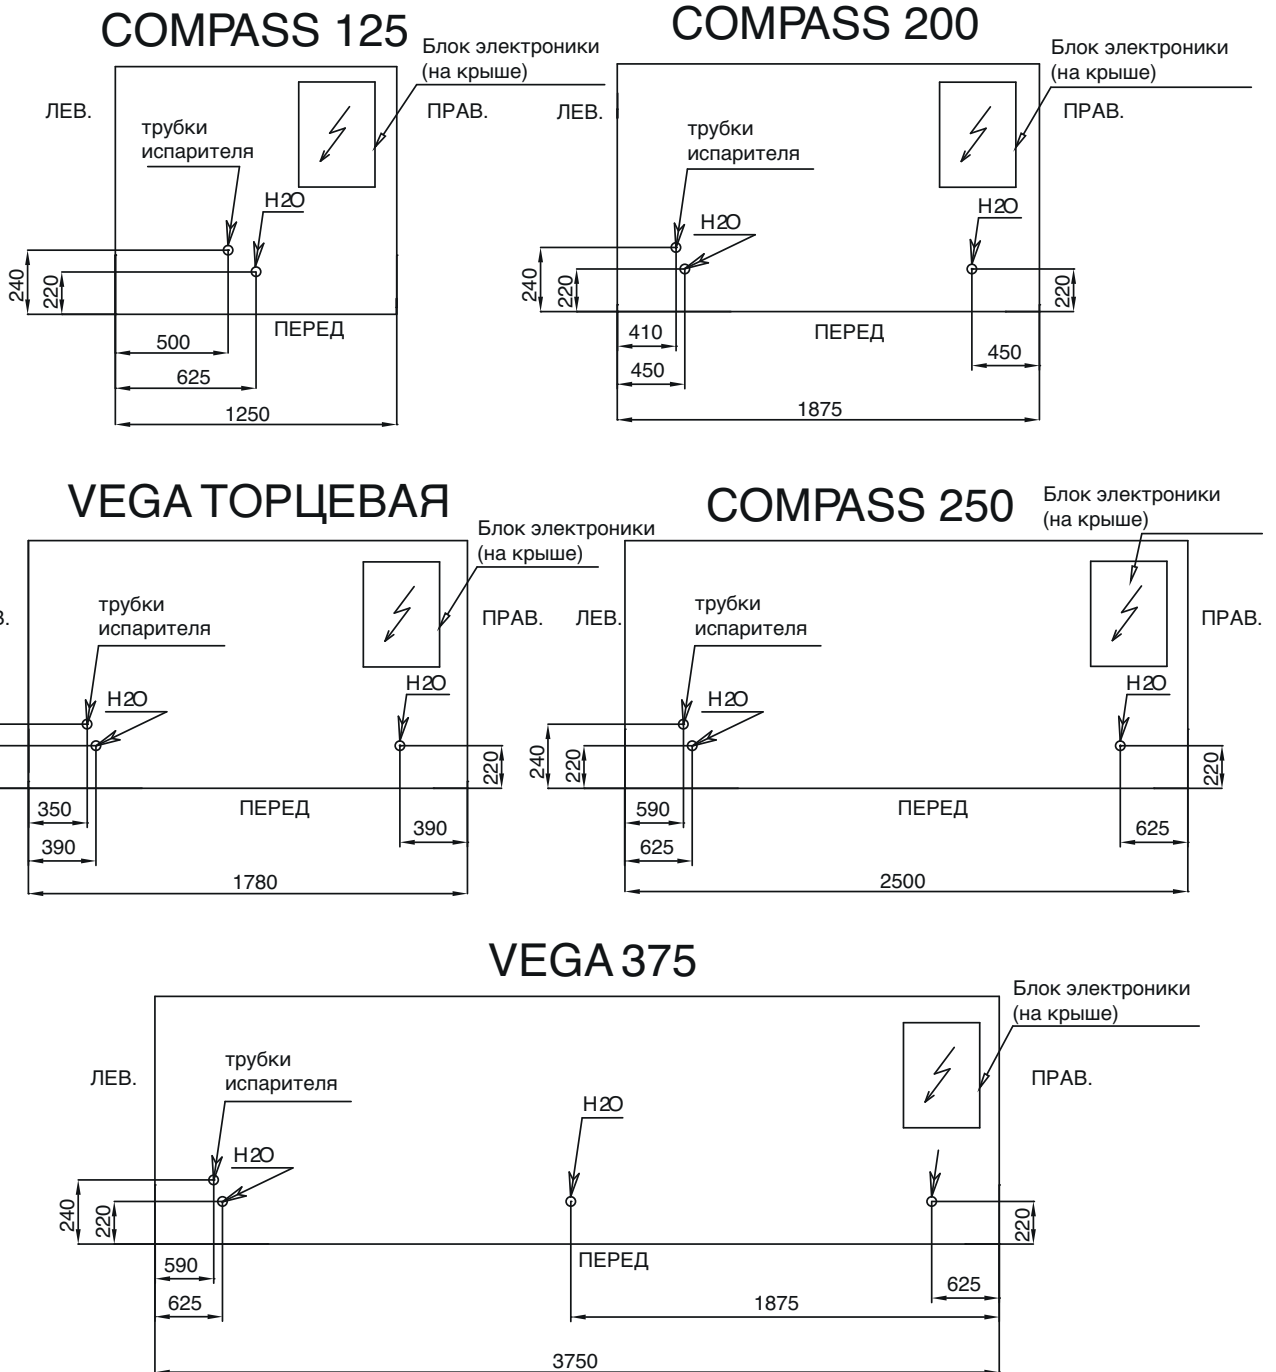 COMPASS 125
Блок электроники
(на крыше)
ЛЕВ.
ПРАВ.
трубки
испарителя
H2O
240
220
ПЕРЕД
500
625
1250
COMPASS 200
Блок электроники
(на крыше)
ЛЕВ.
ПРАВ.
трубки
испарителя
H2O
H2O
240
220
220
410
ПЕРЕД
450
450
1875
VEGA ТОРЦЕВАЯ
Блок электроники
(на крыше)
В.
ПРАВ.
трубки
испарителя
H2O
H2O
220
350
ПЕРЕД
390
390
1780
COMPASS 250
Блок электроники
(на крыше)
ЛЕВ.
ПРАВ.
трубки
испарителя
H2O
H2O
240
220
220
590
ПЕРЕД
625
625
2500
VEGA 375
Блок электроники
(на крыше)
ЛЕВ.
ПРАВ.
трубки
испарителя
H2O
H2O
240
220
220
ПЕРЕД
590
625
625
1875
3750